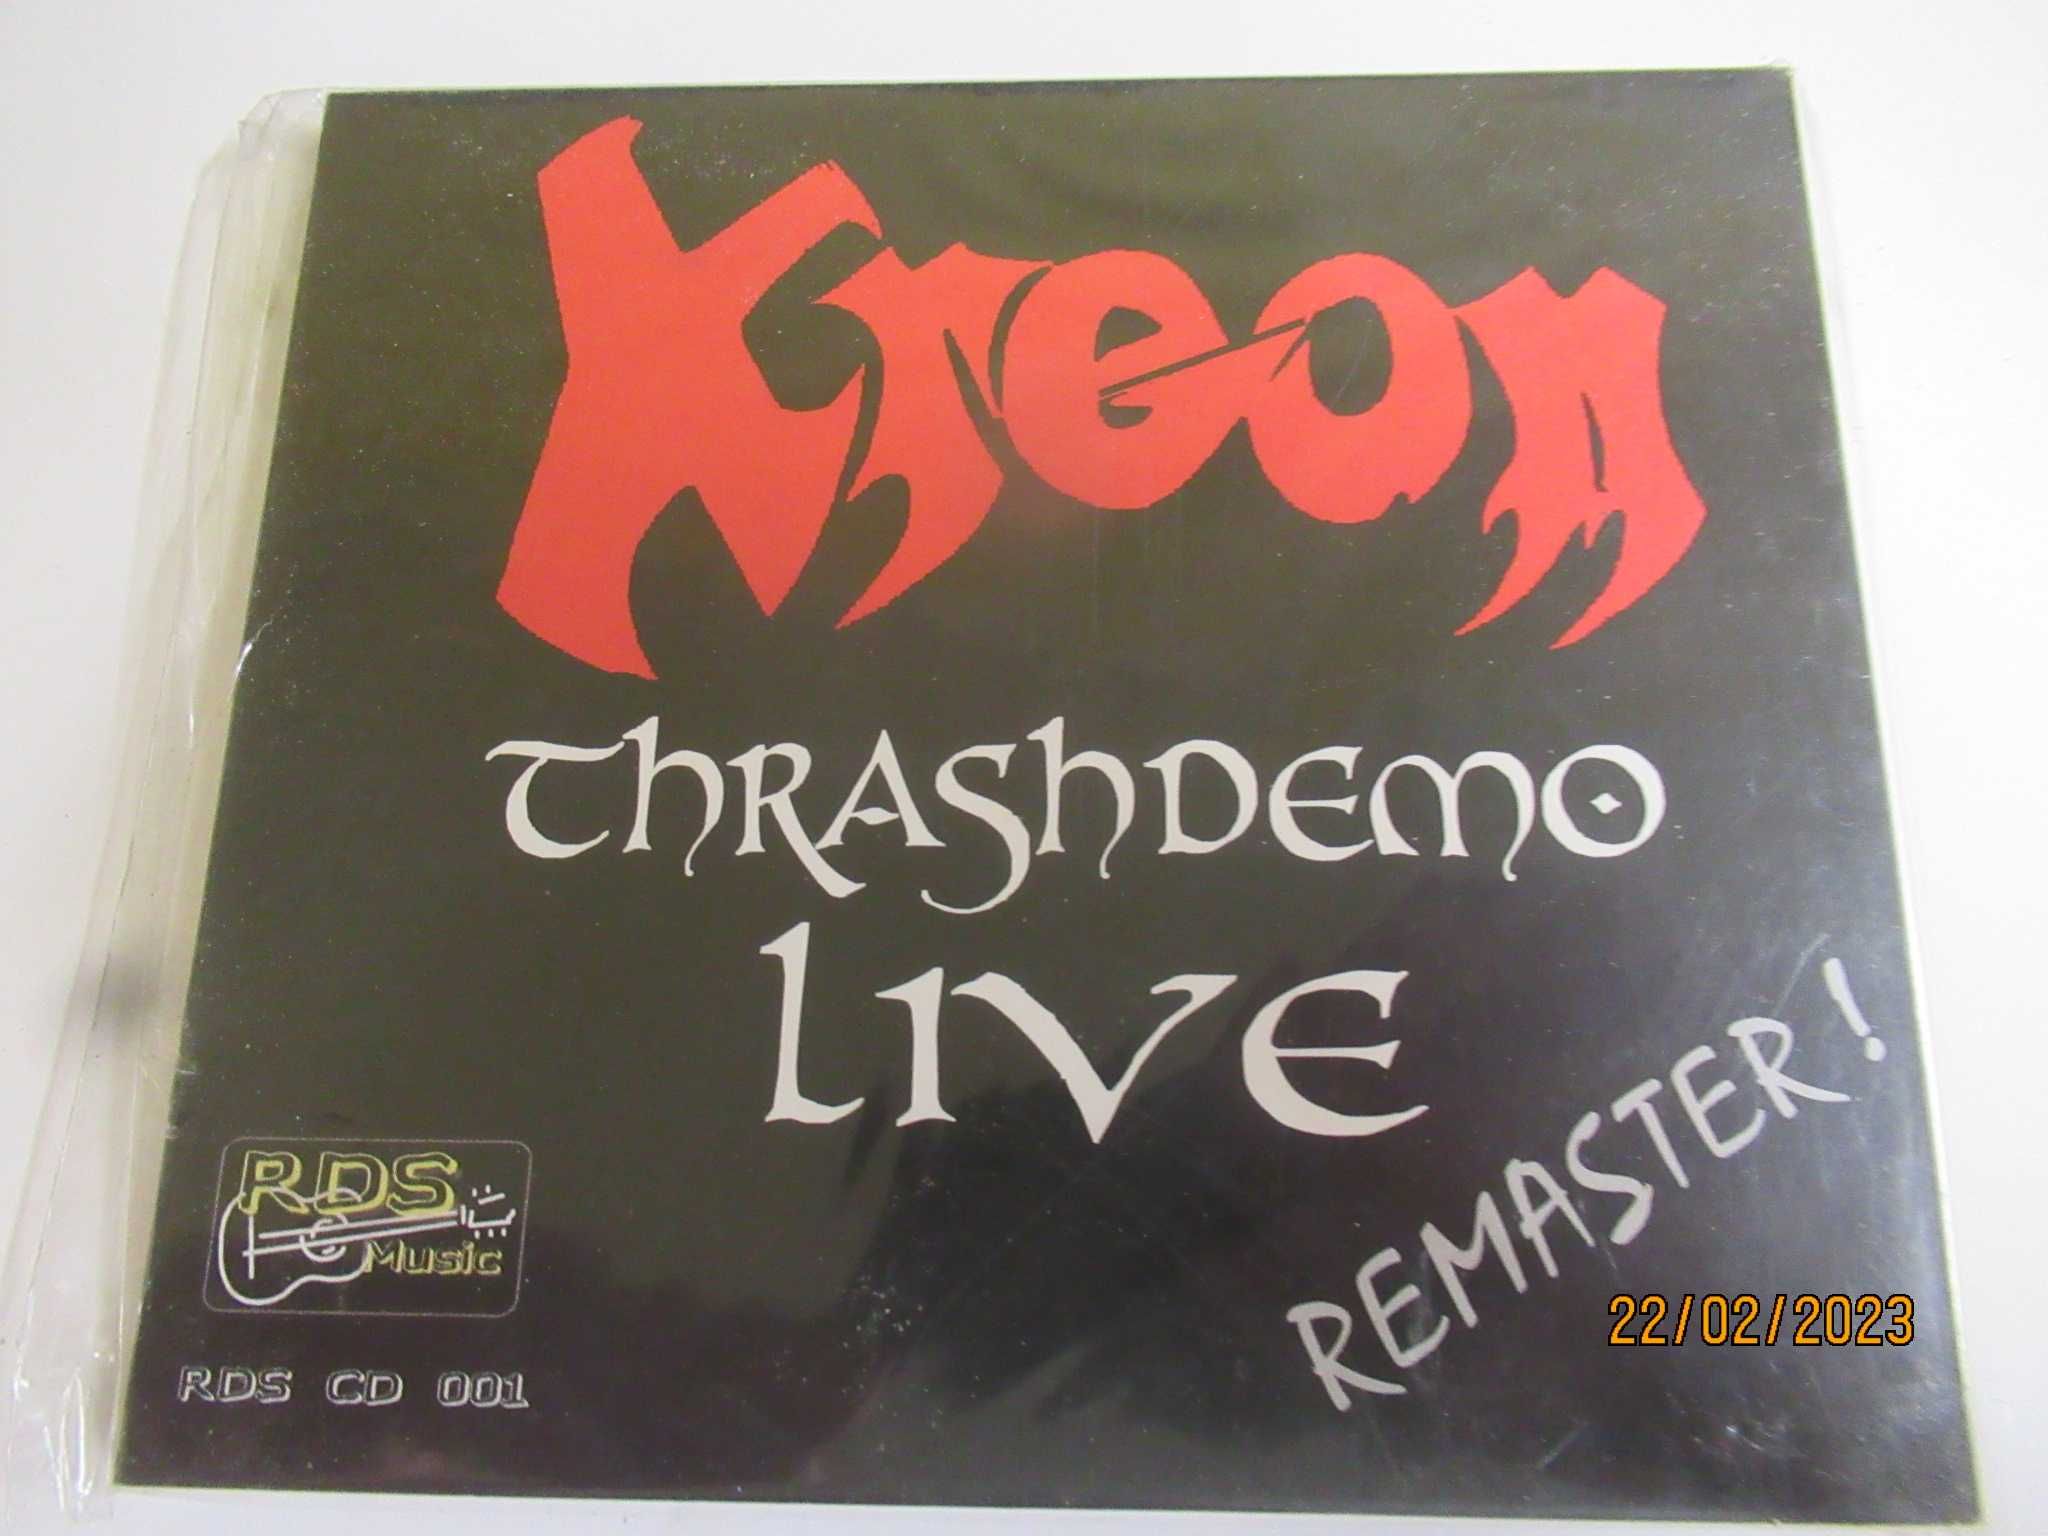 Kreon
ThrashDemo
Live
REMASTER!
RDS
Music
RDS CD 001
22/02/2023